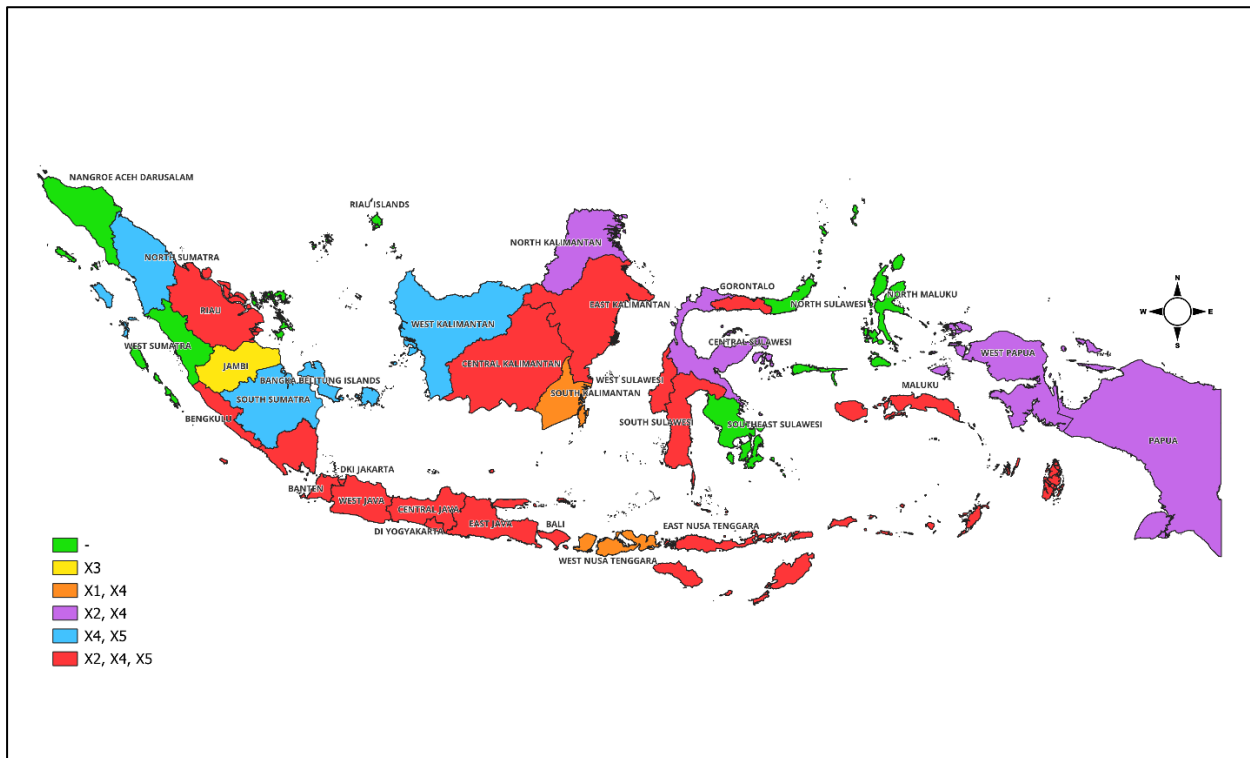 NANGROE ACEH DARUSALAM
RIAU ISLANDS
NORTH SUMATRA
NORTH KALIMANTAN
GORONTALO
RIAU
EAST KALIMANTAN
NORTH SULAWESI
NORTH MALUKU
WEST KALIMANTAN
WEST SUMATRA
CENTRAL SULAWESI
WEST PAPUA
JAMBI
CENTRAL KALIMANTAN
BANGKA BELITUNG ISLANDS
WEST SULAWESI
MALUKU
SOUTH SUMATRA
SOUTH KALIMANTAN
BENGKULU
SOUTH SULAWESI
SOUTHEAST SULAWESI
PAPUA
DKI JAKARTA
BANTEN
WEST JAVA
CENTRAL JAVA
EAST JAVA
BALI
EAST NUSA TENGGARA
DI YOGYAKARTA
WEST NUSA TENGGARA
N
W
E
S
-
X3
X1, X4
X2, X4
X4, X5
X2, X4, X5